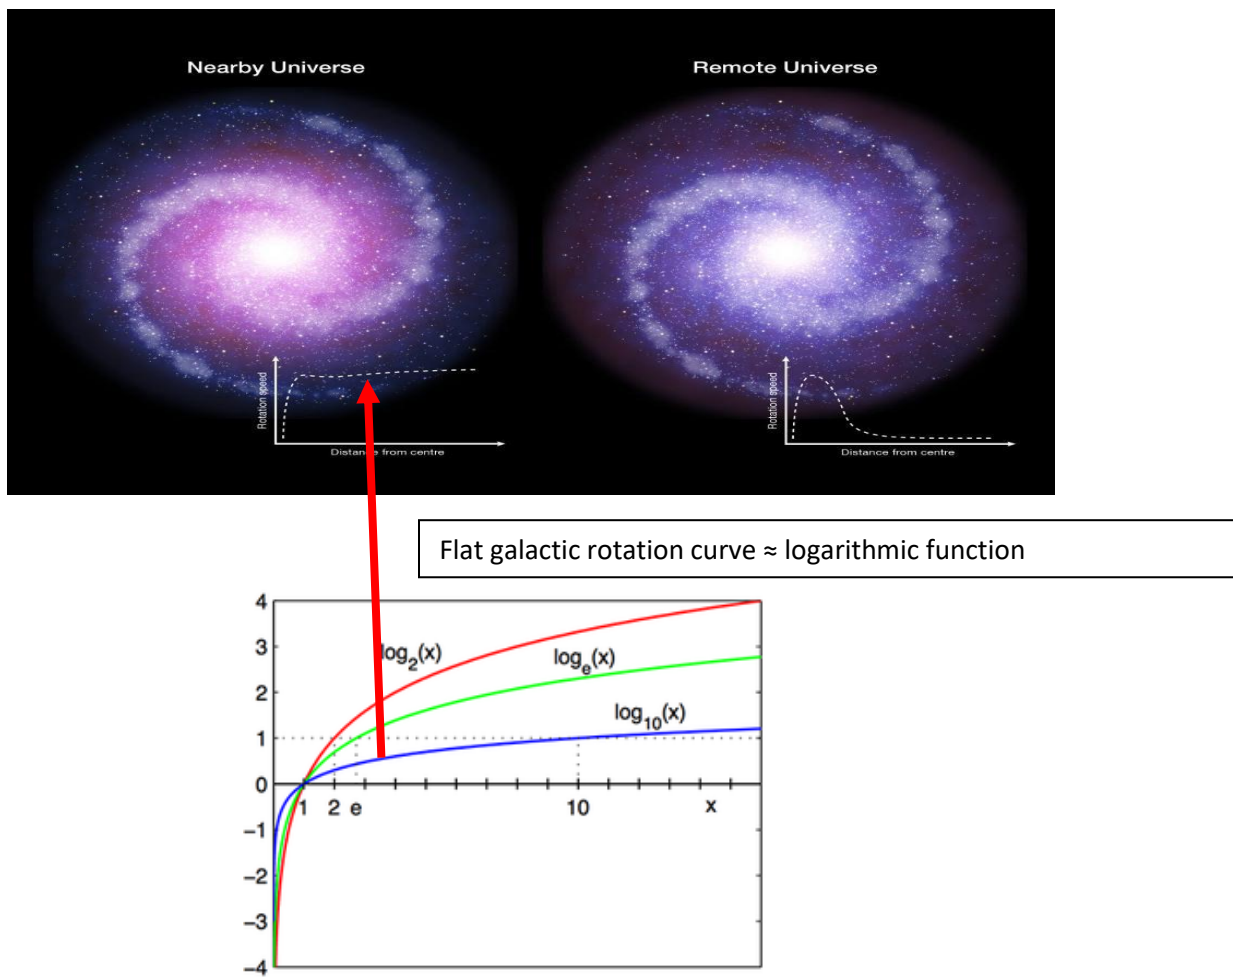 Nearby Universe
Remote Universe
Rotation speed
Distance from centre
Rotation speed
Distance from centre
Flat galactic rotation curve ≈ logarithmic function
4
3
2
1
0
−1
−2
−3
−4
log2(x)
loge(x)
log10(x)
1 2 e 10 x